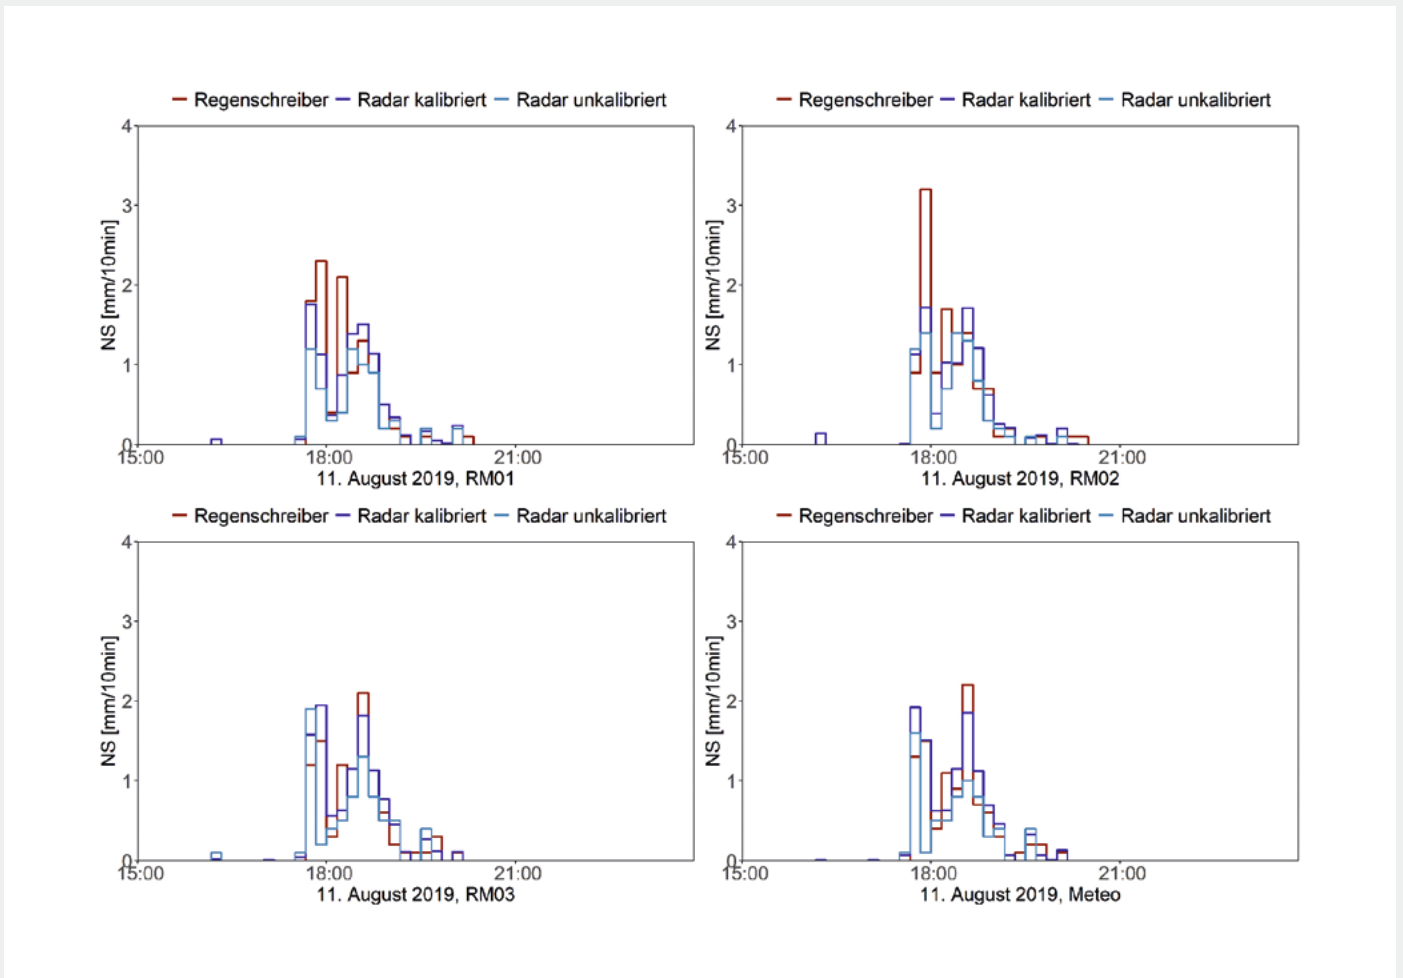 Regenschreiber Radar kalibriert Radar unkalibriert
4
3
2
1
0
NS [mm/10min]
15:00 18:00 21:00
11. August 2019, RM01
Regenschreiber Radar kalibriert Radar unkalibriert
4
3
2
1
0
NS [mm/10min]
15:00 18:00 21:00
11. August 2019, RM02
Regenschreiber Radar kalibriert Radar unkalibriert
4
3
2
1
0
NS [mm/10min]
15:00 18:00 21:00
11. August 2019, RM03
Regenschreiber Radar kalibriert Radar unkalibriert
4
3
2
1
0
NS [mm/10min]
15:00 18:00 21:00
11. August 2019, Meteo